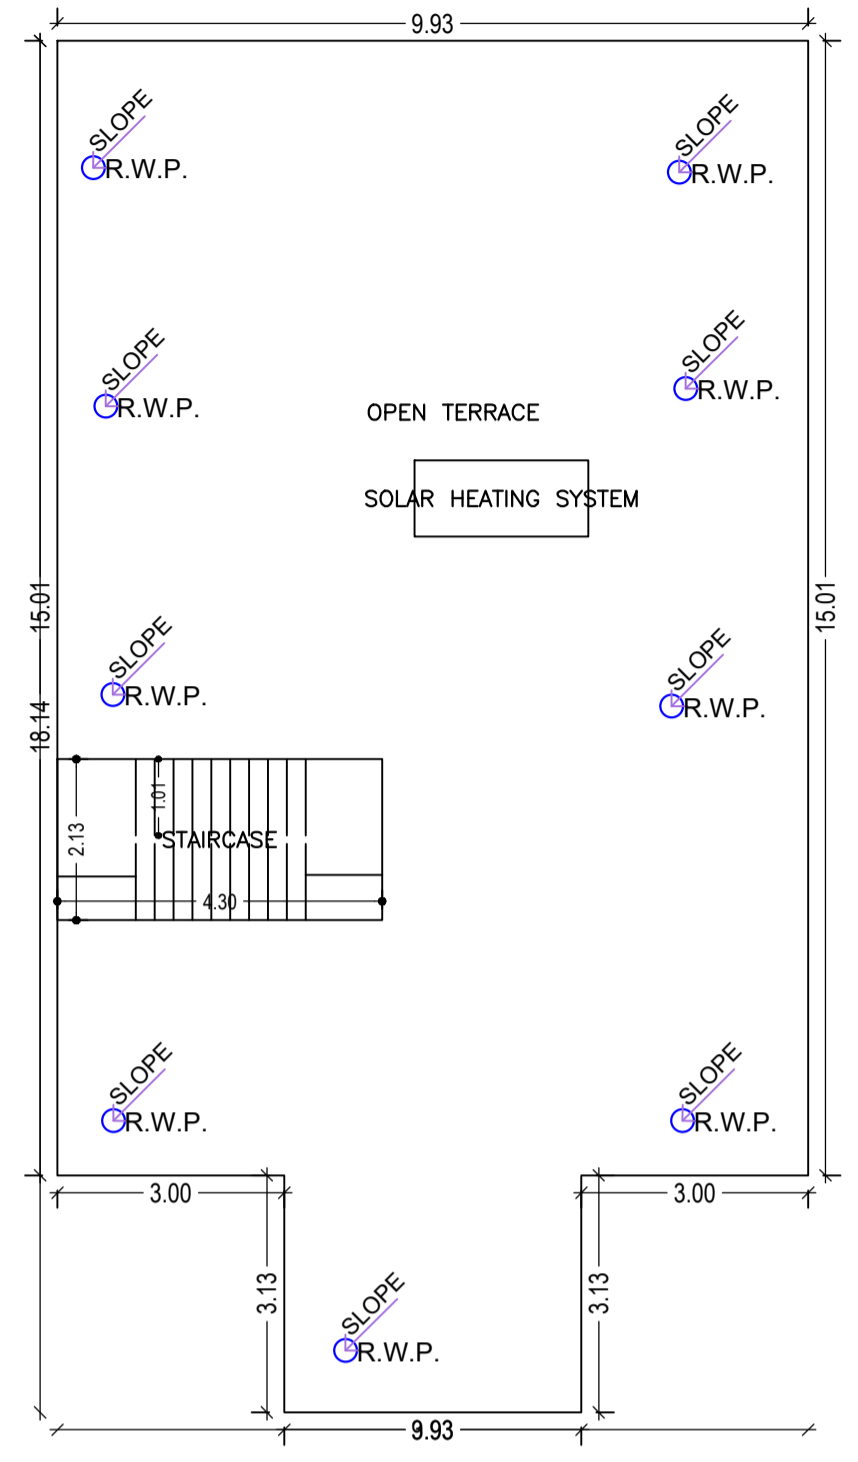 9.93
SLOPE
R.W.P.
SLOPE
R.W.P.
SLOPE
R.W.P.
SLOPE
R.W.P.
OPEN TERRACE
SOLAR HEATING SYSTEM
15.01
15.01
SLOPE
R.W.P.
SLOPE
R.W.P.
18.14
1.01
2.13
STAIRCASE
4.30
SLOPE
R.W.P.
SLOPE
R.W.P.
3.00
3.00
3.13
3.13
SLOPE
R.W.P.
9.93